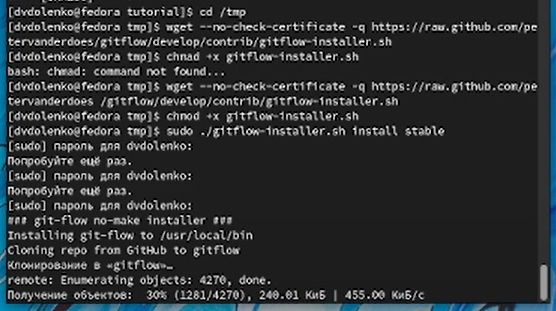 [dvdolenko@fedora tutorial]$ cd /tmp
[dvdolenko@fedora tmp]$ wget --no-check-certificate -q https://raw.github.com/pe
tervanderdoes/gitflow/develop/contrib/gitflow-installer.sh
[dvdolenko@fedora tmp]$ chmad +x gitflow-installer.sh
bash: chmad: command not found...
[dvdolenko@fedora tmp]$ wget --no-check-certificate -q https://raw.github.com/pe
tervanderdoes /gitflow/develop/contrib/gitflow-installer.sh
[dvdolenko@fedora tmp]$ chmod +x gitflow-installer.sh
[dvdolenko@fedora tmp]$ sudo ./gitflow-installer.sh install stable
[sudo] пароль для dvdolenko:
Попробуйте ещё раз.
[sudo] пароль для dvdolenko:
Попробуйте ещё раз.
[sudo] пароль для dvdolenko:
### git-flow no-make installer ###
Installing git-flow to /usr/local/bin
Cloning repo from GitHub to gitflow
Клонирование в «gitflow»…
remote: Enumerating objects: 4270, done.
Получение объектов: 30% (1281/4270), 240.01 КиБ | 455.00 КиБ/с